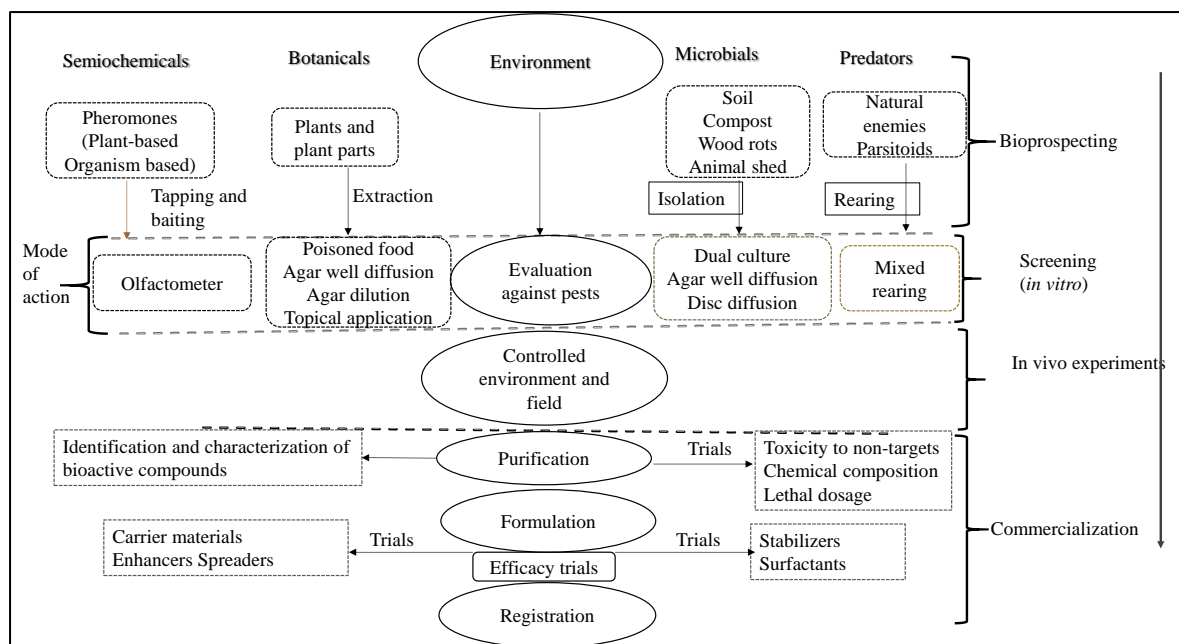 Semiochemicals
Botanicals
Environment
Microbials
Predators
Pheromones
(Plant-based
Organism based)
Plants and
plant parts
Soil
Compost
Wood rots
Animal shed
Natural
enemies
Parsitoids
Bioprospecting
Tapping and
baiting
Extraction
Isolation
Rearing
Mode
of
action
Olfactometer
Poisoned food
Agar well diffusion
Agar dilution
Topical application
Evaluation
against pests
Dual culture
Agar well diffusion
Disc diffusion
Mixed
rearing
Screening
(in vitro)
Controlled
environment and
field
In vivo experiments
Identification and characterization of
bioactive compounds
Purification
Trials
Toxicity to non-targets
Chemical composition
Lethal dosage
Formulation
Carrier materials
Enhancers Spreaders
Trials
Trials
Stabilizers
Surfactants
Commercialization
Efficacy trials
Registration